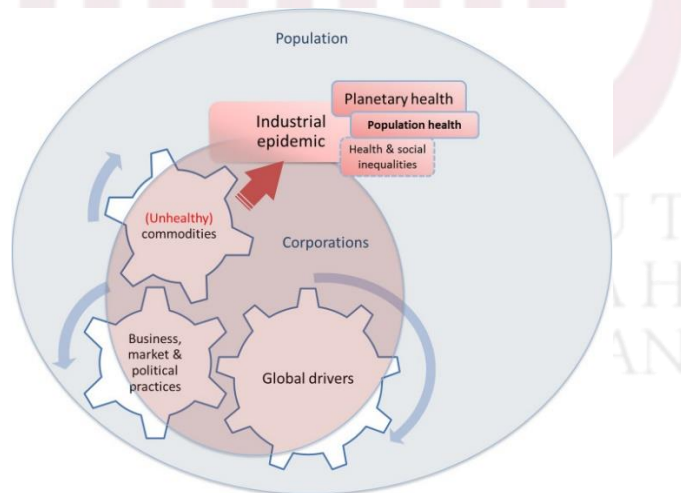 Population
Planetary health
Industrial
epidemic
Population health
Health & social
inequalities
(Unhealthy)
commodities
Corporations
Business,
market &
political
practices
Global drivers